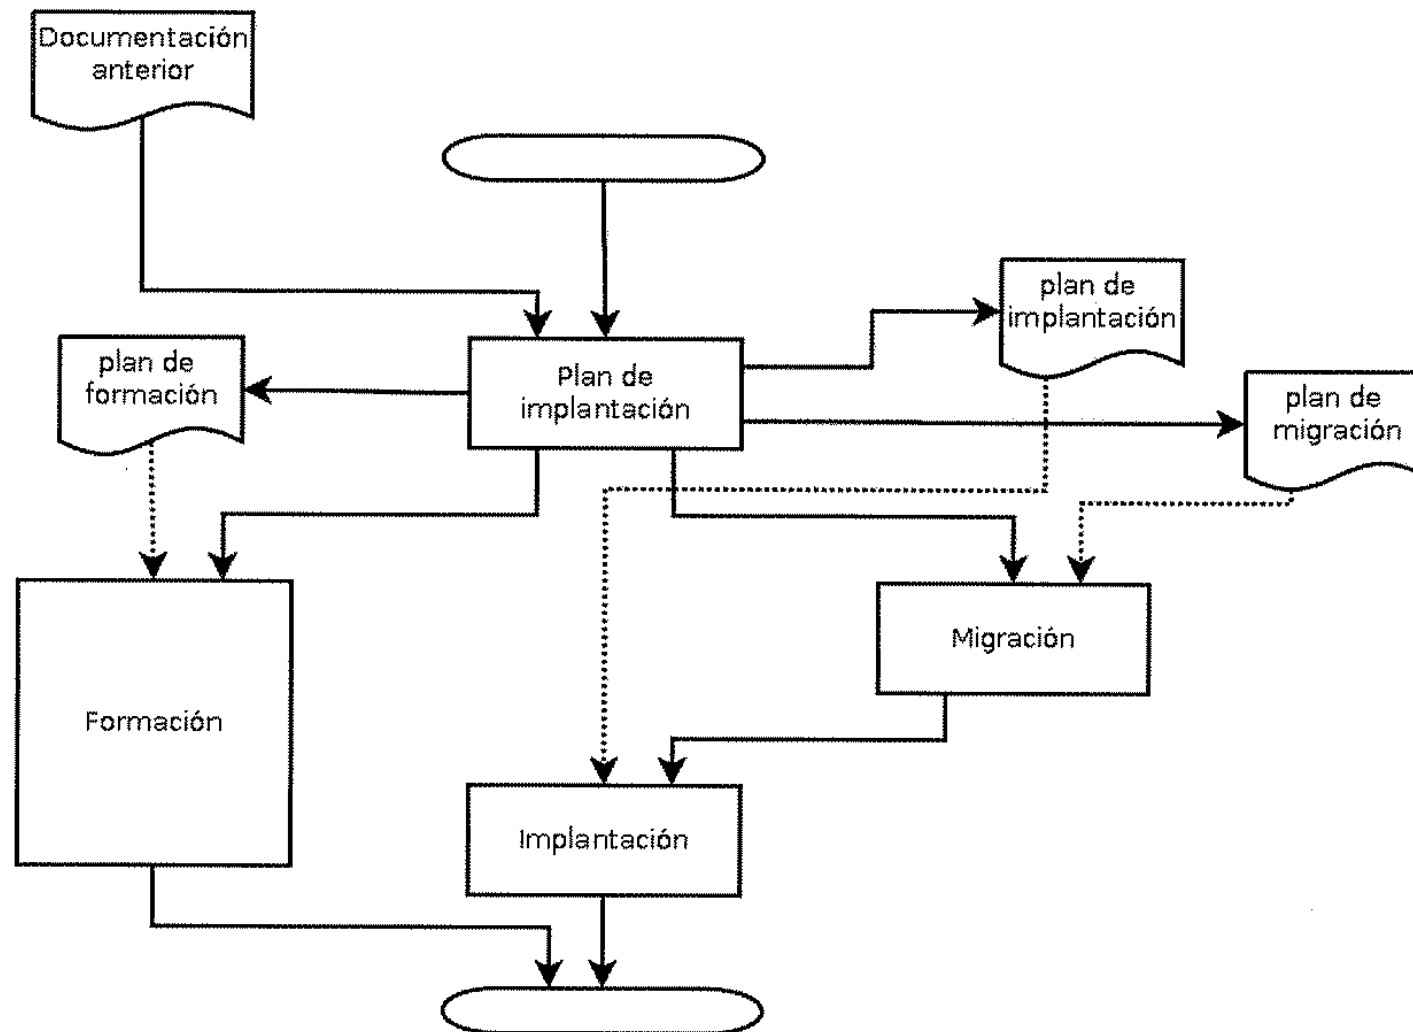 Documentación
anterior
plan de
implantación
plan de
formación
Plan de
implantación
plan de
migración
Migración
Formación
Implantación